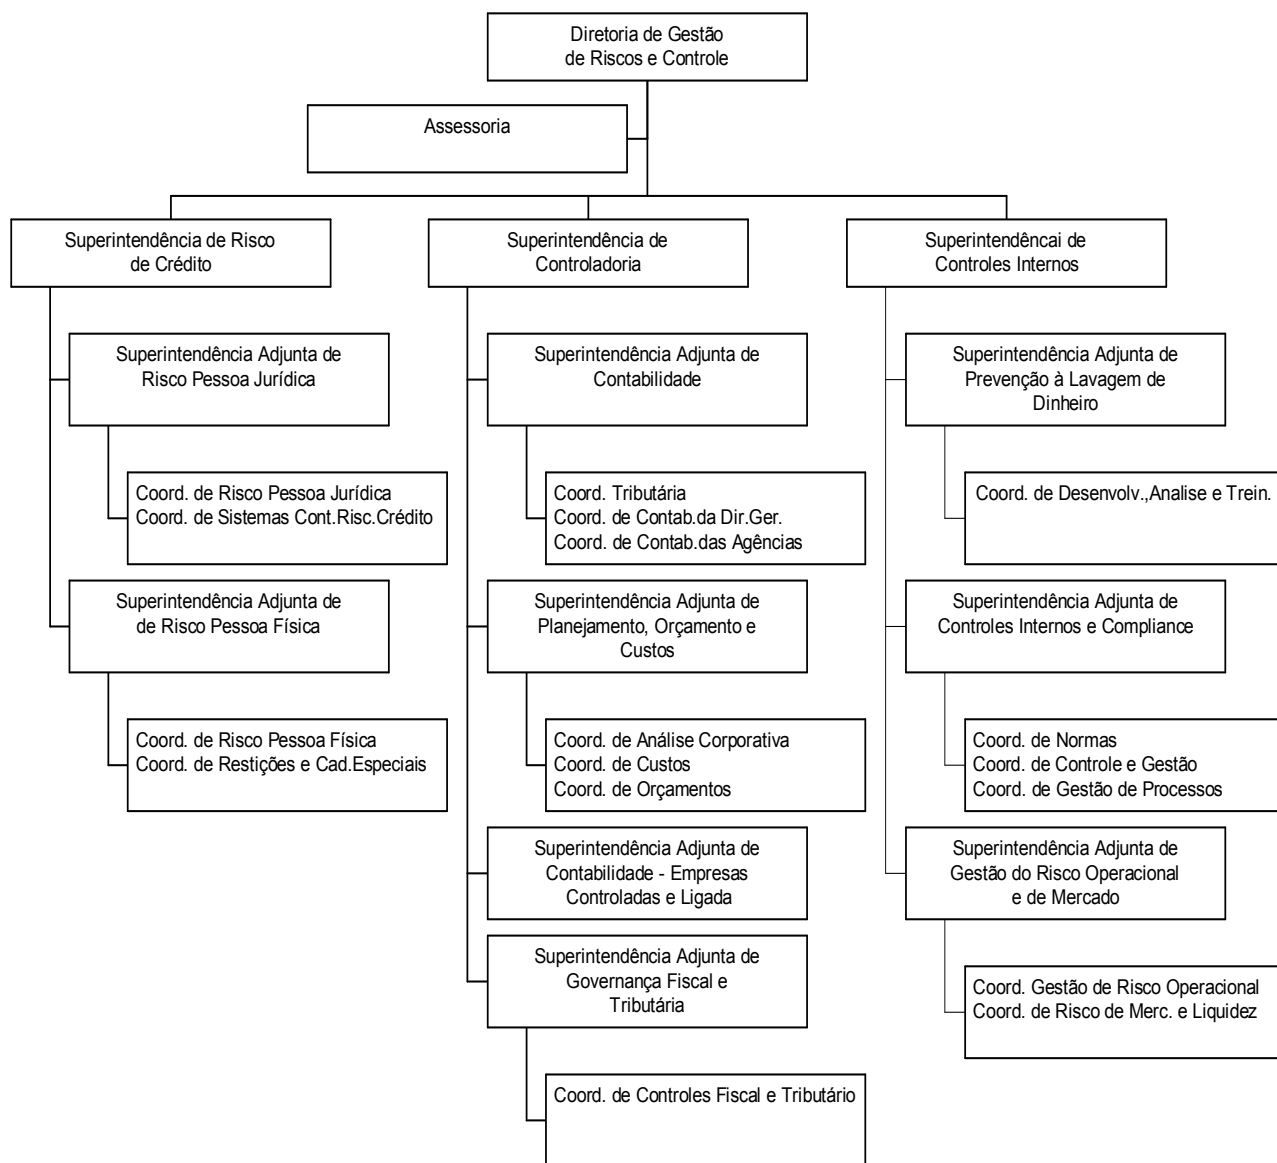 Diretoria de Gestão
de Riscos e Controle
Assessoria
Superintendência de Risco
de Crédito
Superintendência de
Controladoria
Superintendêncai de
Controles Internos
Superintendência Adjunta de
Risco Pessoa Jurídica
Superintendência Adjunta de
Contabilidade
Superintendência Adjunta de
Prevenção à Lavagem de
Dinheiro
Coord. de Risco Pessoa Jurídica
Coord. de Sistemas Cont.Risc.Crédito
Coord. Tributária
Coord. de Contab.da Dir.Ger.
Coord. de Contab.das Agências
Coord. de Desenvolv.,Analise e Trein.
Superintendência Adjunta de
de Risco Pessoa Física
Superintendência Adjunta de
Planejamento, Orçamento e
Custos
Superintendência Adjunta de
Controles Internos e Compliance
Coord. de Risco Pessoa Física
Coord. de Restições e Cad.Especiais
Coord. de Análise Corporativa
Coord. de Custos
Coord. de Orçamentos
Coord. de Normas
Coord. de Controle e Gestão
Coord. de Gestão de Processos
Superintendência Adjunta de
Contabilidade - Empresas
Controladas e Ligada
Superintendência Adjunta de
Gestão do Risco Operacional
e de Mercado
Superintendência Adjunta de
Governança Fiscal e
Tributária
Coord. Gestão de Risco Operacional
Coord. de Risco de Merc. e Liquidez
Coord. de Controles Fiscal e Tributário